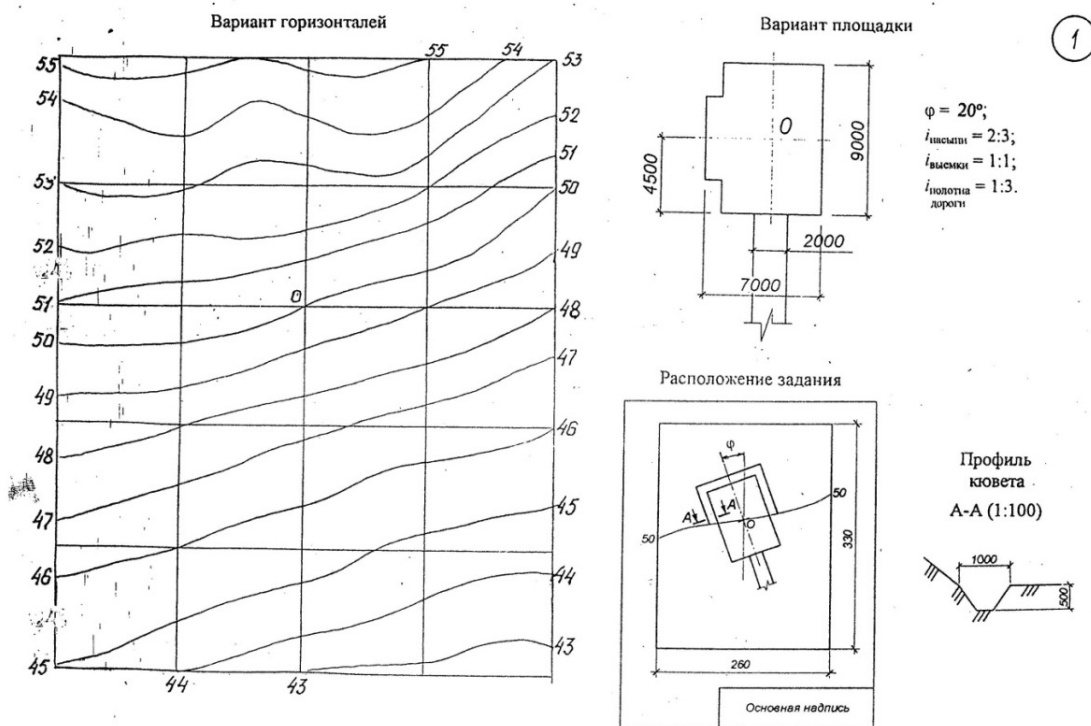 Вариант горизонталей
55
54
53
55
54
53
52
51
50
49
48
47
46
45
52
51
50
49
48
47
46
45
44
43
44
43
О
Вариант площадки
1
О
4500
9000
2000
7000
φ = 20°;
iнасыпи = 2:3;
iвыемки = 1:1;
iполотна = 1:3.
дороги
Расположение задания
φ
А
А
О
50
50
330
260
Основная надпись
Профиль
кювета
А-А (1:100)
1000
500